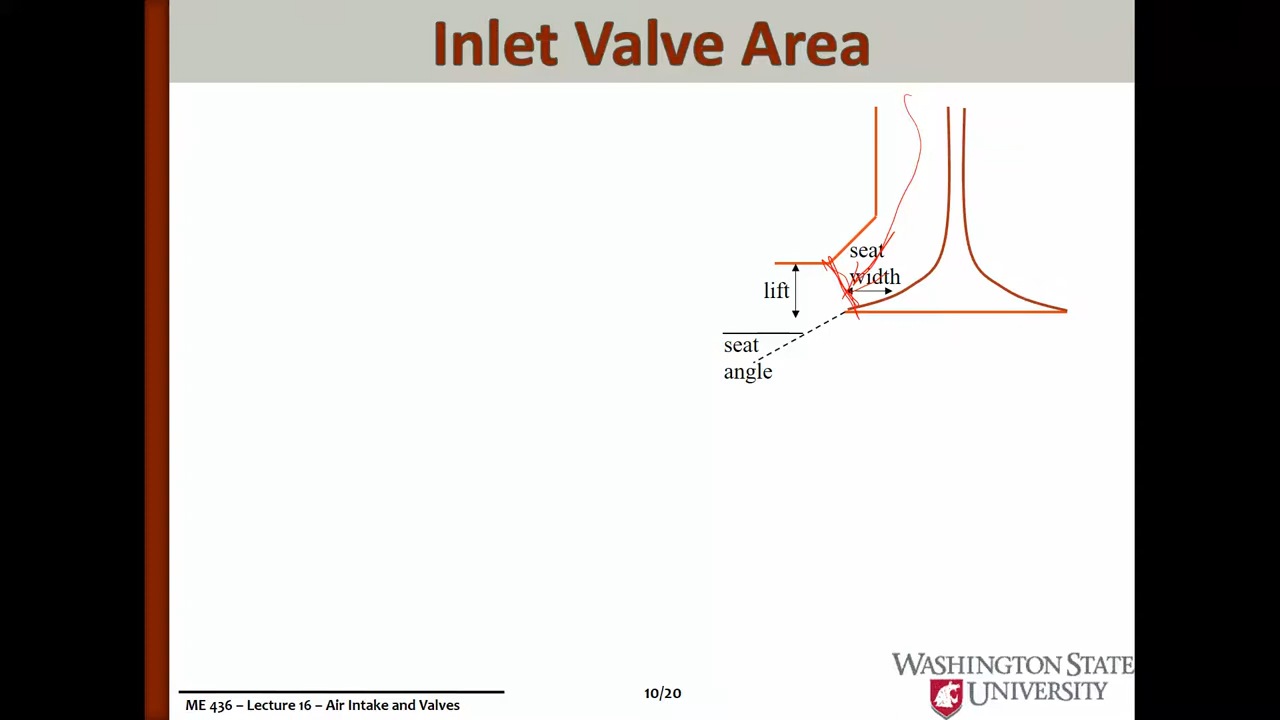 Inlet Valve Area
seat
width
lift
seat
angle
WASHINGTON STATE
UNIVERSITY
10/20
ME 436 – Lecture 16 – Air Intake and Valves